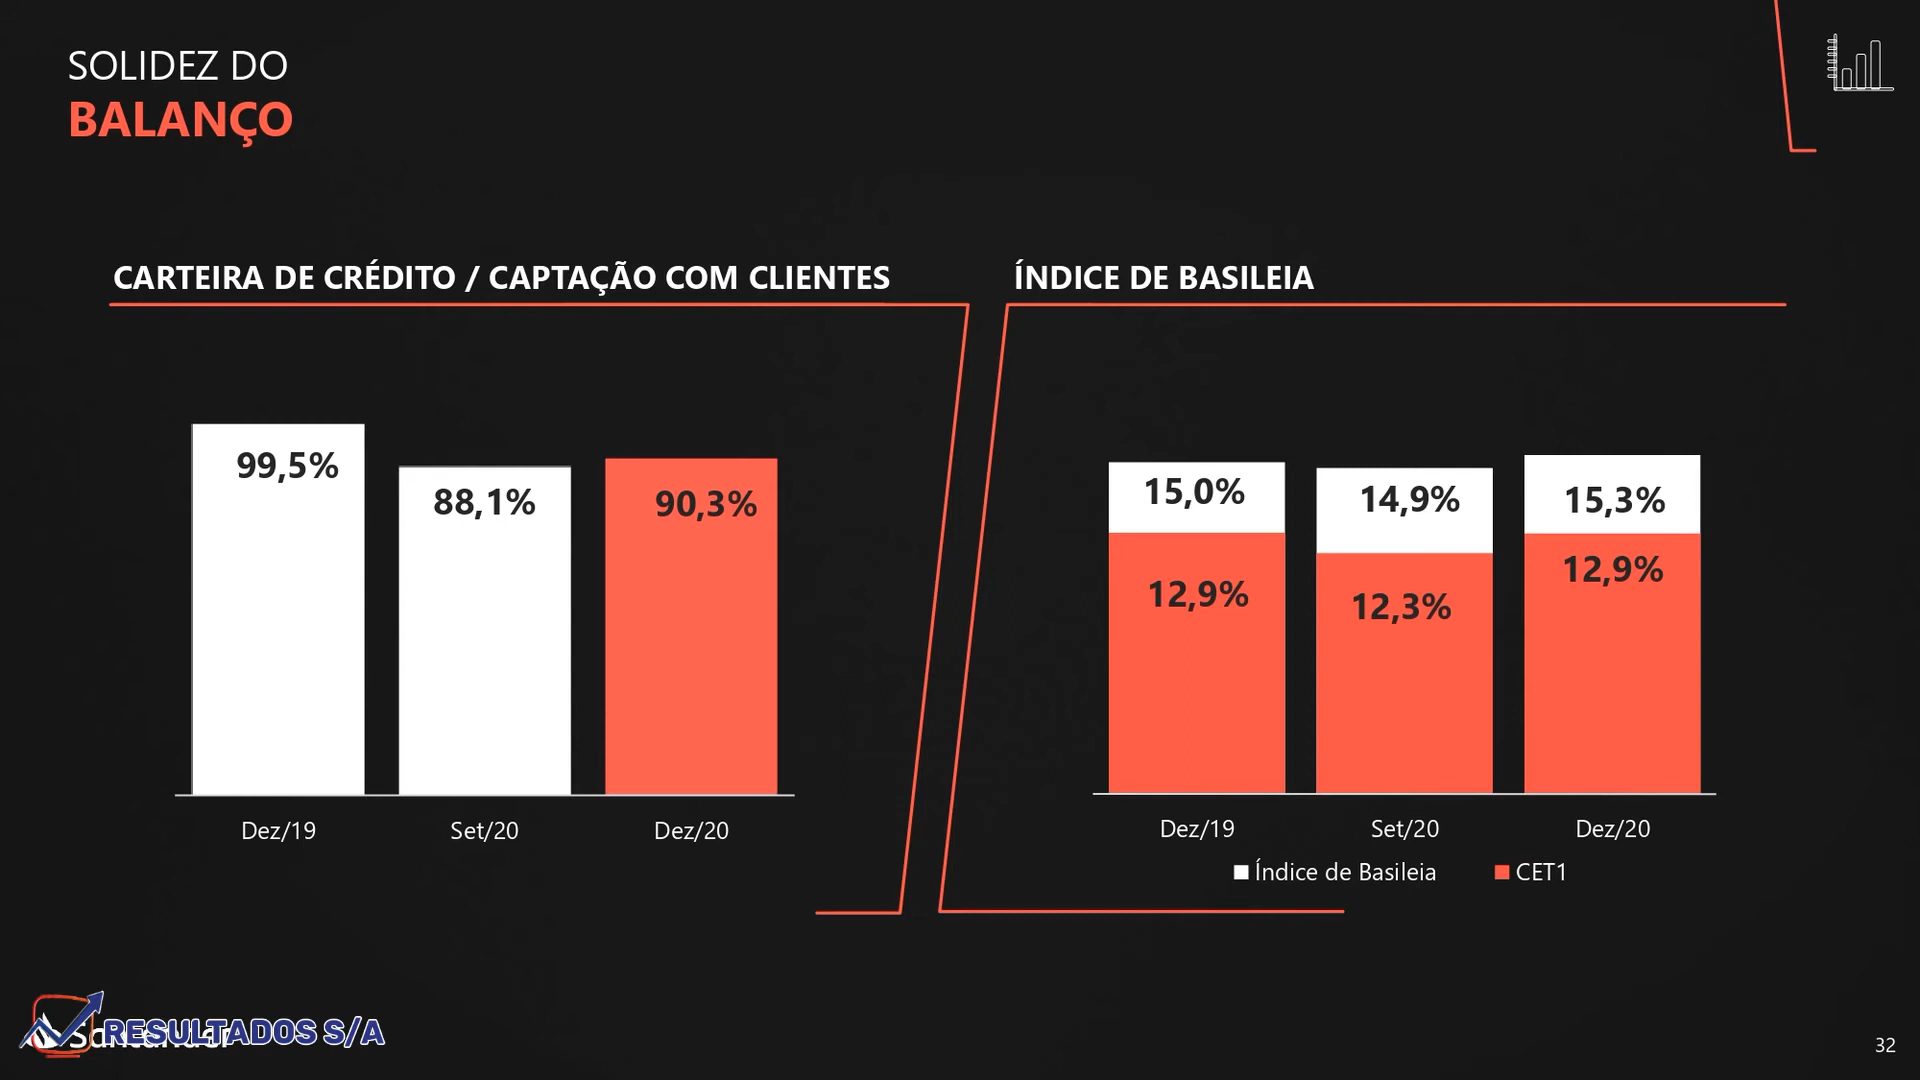 SOLIDEZ DO
BALANÇO
CARTEIRA DE CRÉDITO / CAPTAÇÃO COM CLIENTES
99,5%
88,1%
90,3%
Dez/19
Set/20
Dez/20
ÍNDICE DE BASILEIA
15,0%
14,9%
15,3%
12,9%
12,3%
12,9%
Dez/19
Set/20
Dez/20
Índice de Basileia
CET1
Santander
RESULTADOS S/A
32